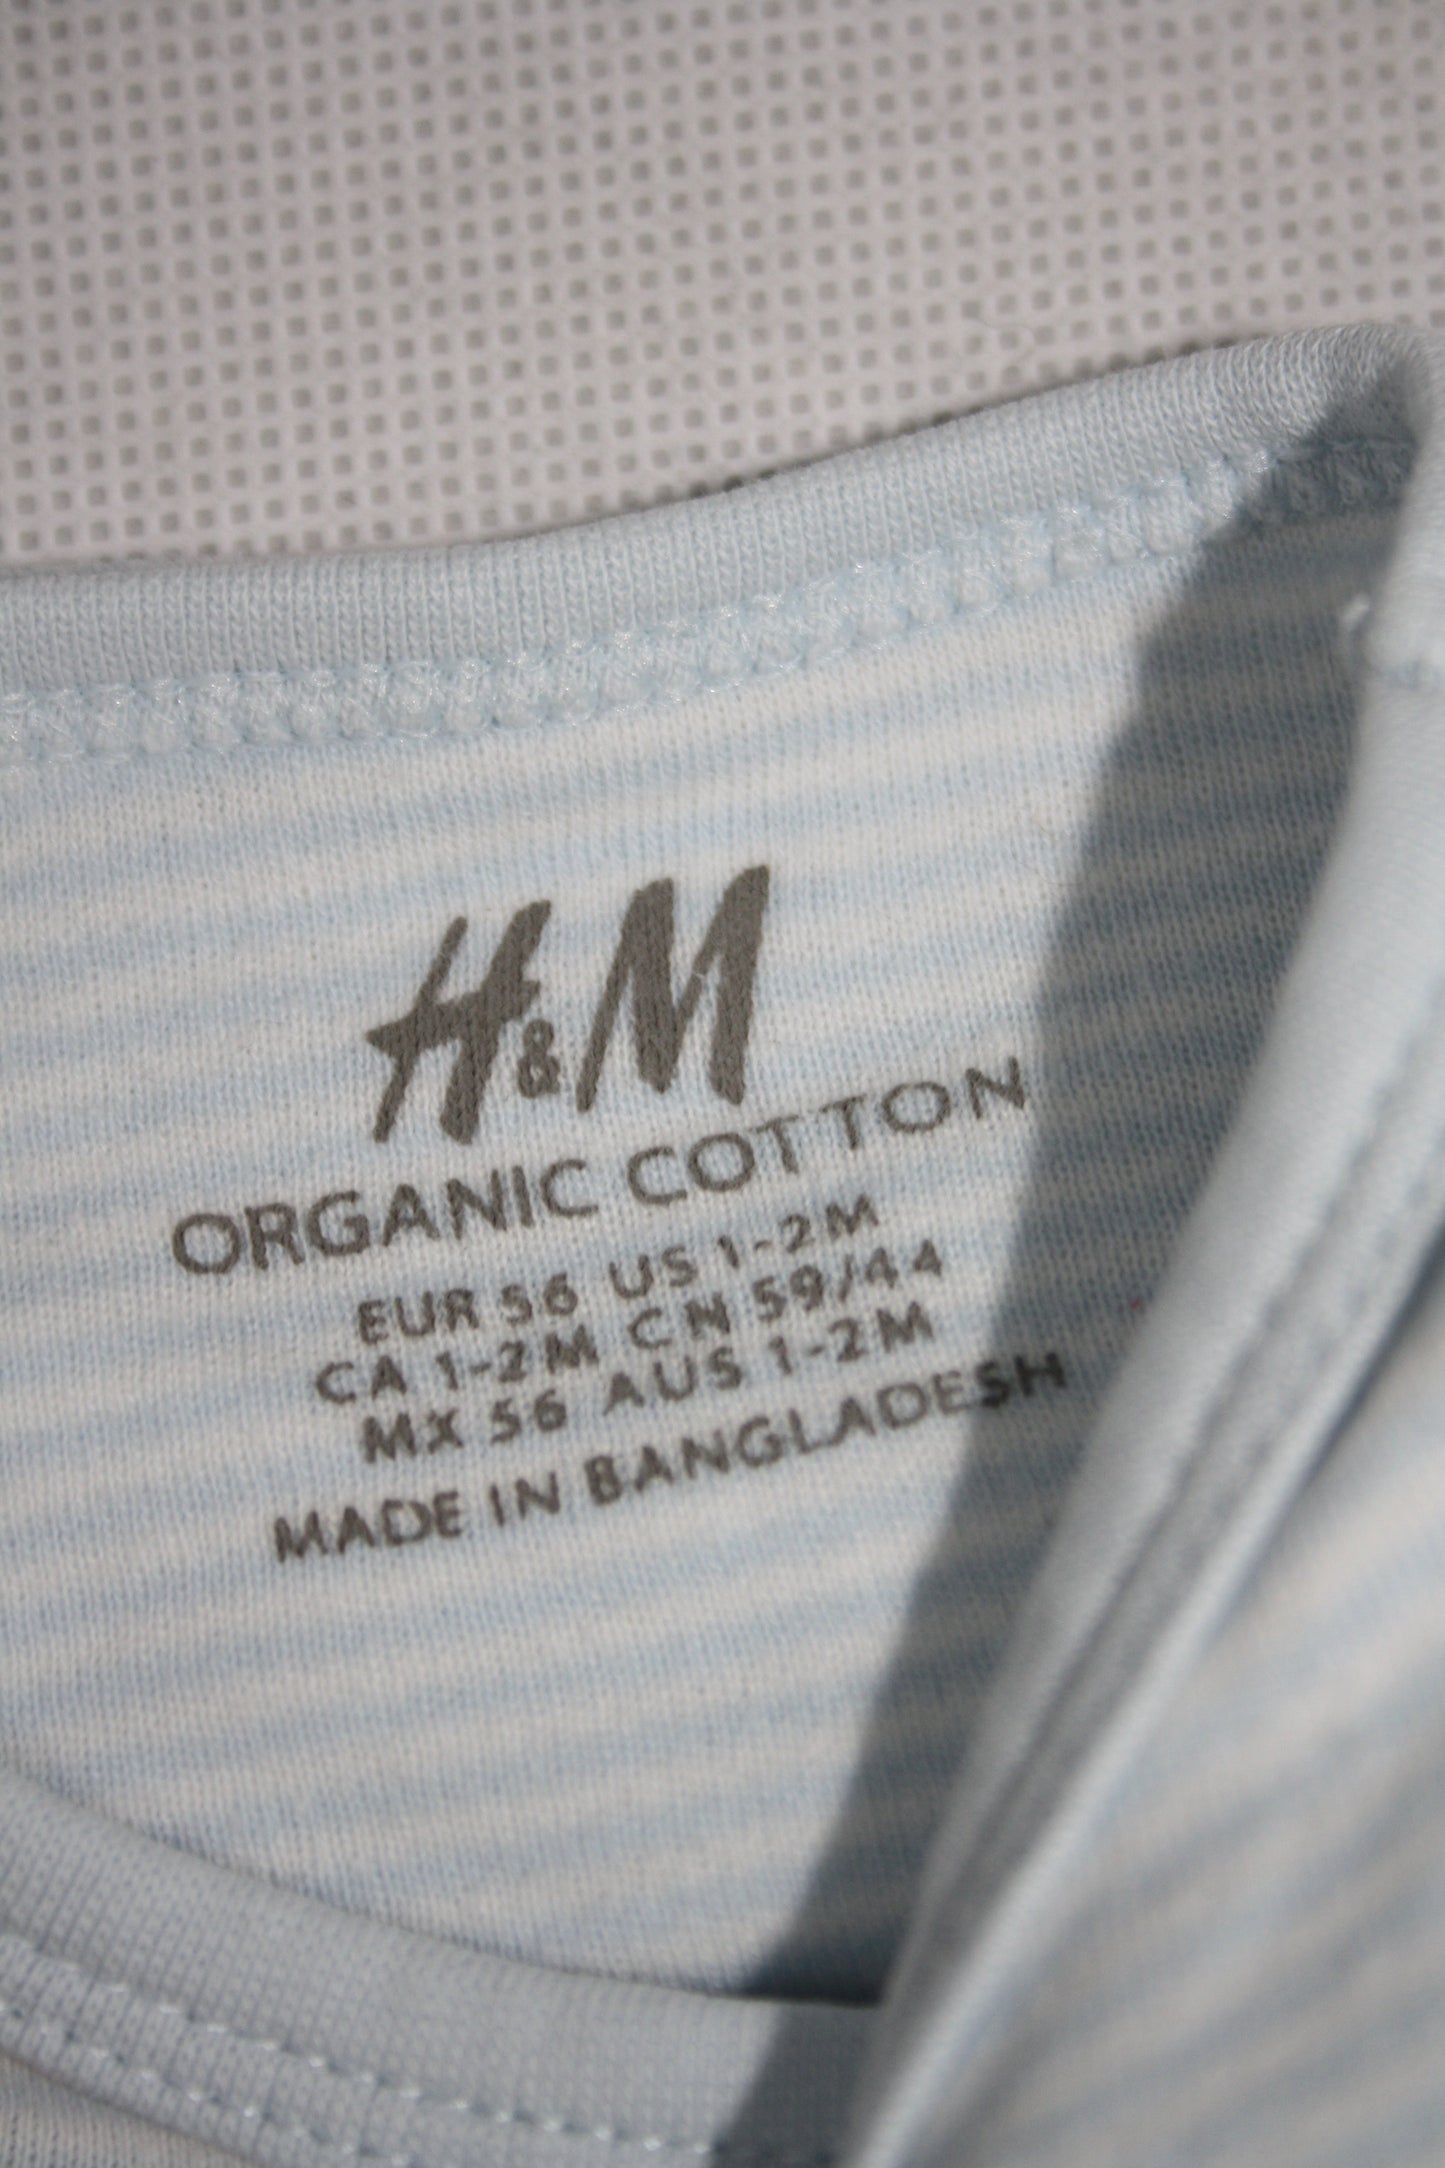 H&M
ORGANIC COTTON
EUR 56 US 1-2M
CA 1-2M CN 59/44
MX 56 AUS 1-2M
MADE IN BANGLADESH